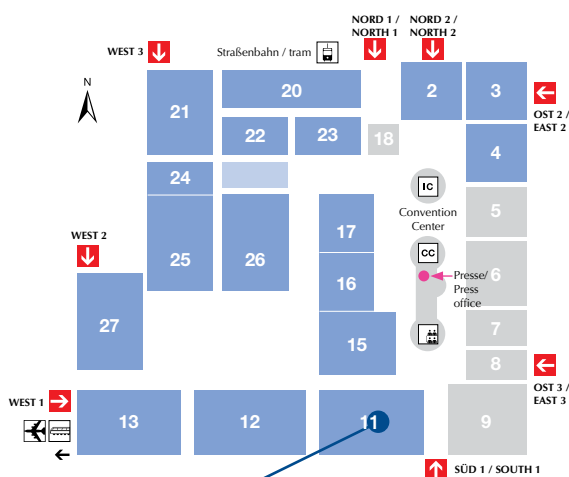 NORD 1 /
NORTH 1
NORD 2 /
NORTH 2
WEST 3
Straßenbahn / tram
N
20
2
3
21
OST 2 /
EAST 2
22
23
18
4
24
IC
5
Convention
Center
17
WEST 2
25
26
CC
6
Presse/
Press
office
16
27
7
15
8
OST 3 /
EAST 3
WEST 1
13
12
11
9
SÜD 1 / SOUTH 1